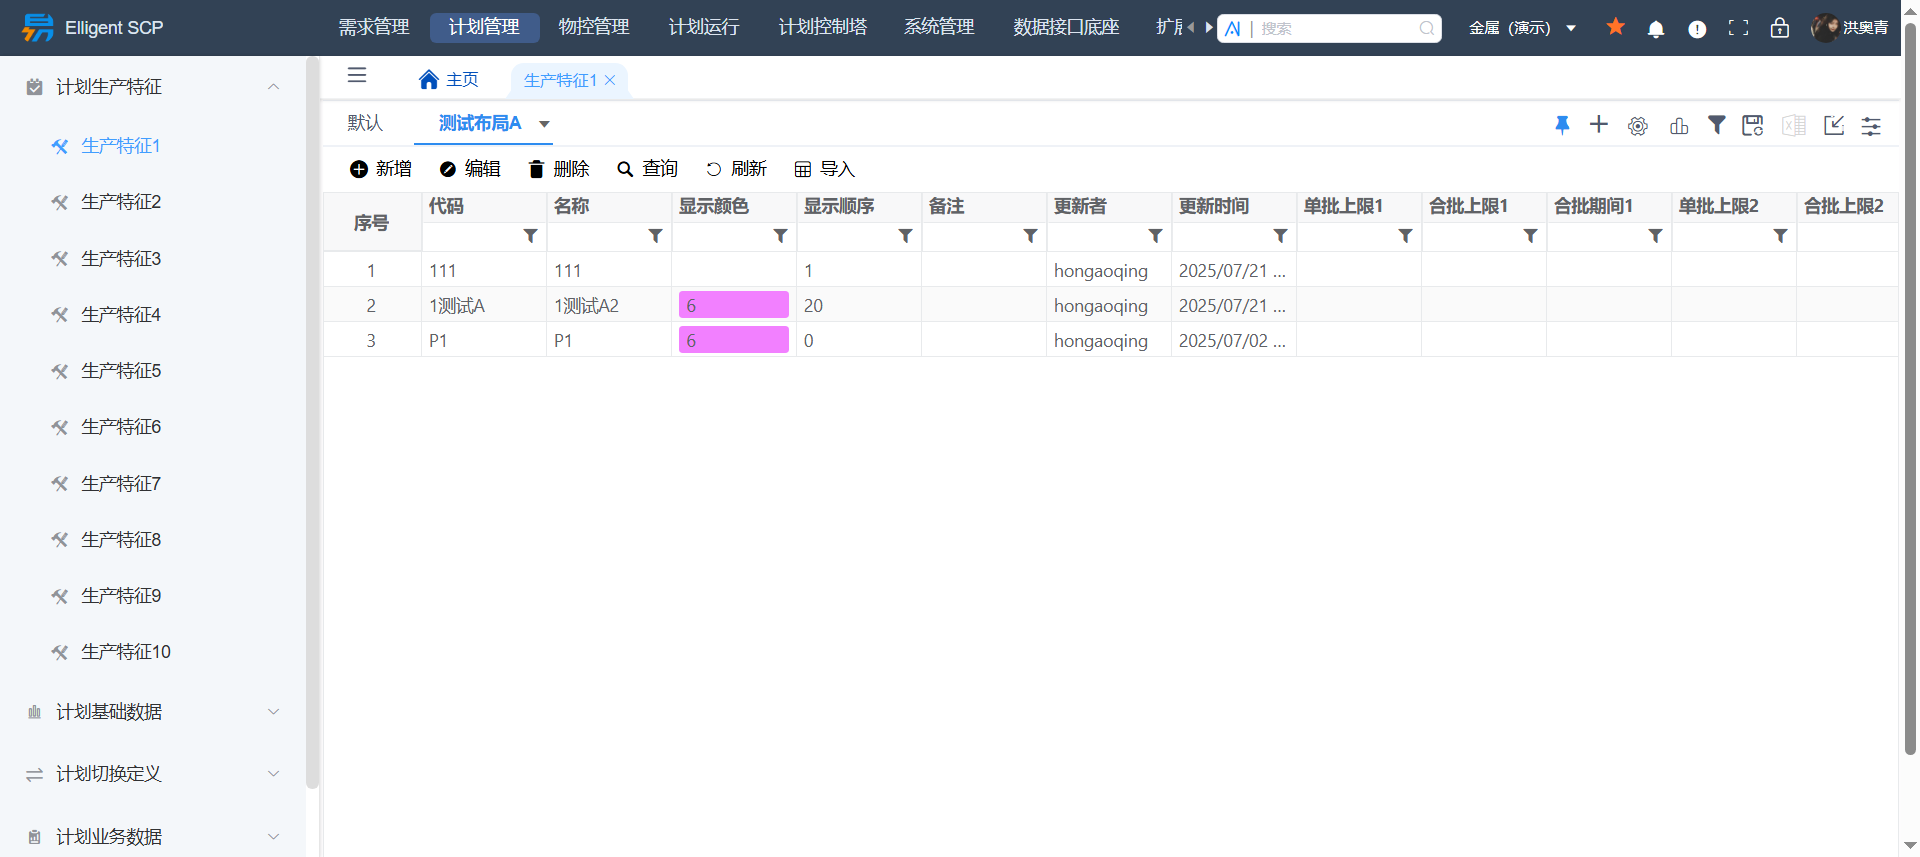 Elligent SCP
需求管理 计划管理 物控管理 计划运行 计划控制塔 系统管理 数据接口底座
搜索
金属（演示）
洪奥青
计划生产特征
生产特征1
生产特征2
生产特征3
生产特征4
生产特征5
生产特征6
生产特征7
生产特征8
生产特征9
生产特征10
计划基础数据
计划切换定义
计划业务数据
主页 生产特征1
默认 测试布局A
新增 编辑 删除 查询 刷新 导入
序号 代码 名称 显示颜色 显示顺序 备注 更新者 更新时间 单批上限1 合批上限1 合批期间1 单批上限2 合批上限2
1 111 111 1 hongaoqing 2025/07/21 ...
2 1测试A 1测试A2 6 20 hongaoqing 2025/07/21 ...
3 P1 P1 6 0 hongaoqing 2025/07/02 ...